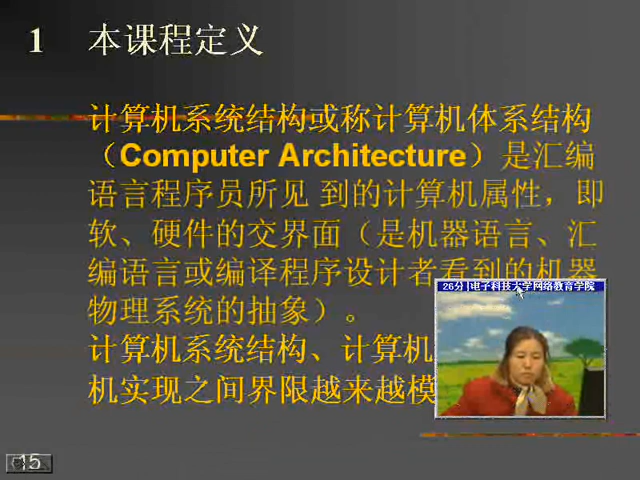 1 本课程定义
计算机系统结构或称计算机体系结构
（Computer Architecture）是汇编
语言程序员所见 到的计算机属性，即
软、硬件的交界面（是机器语言、汇
编语言或编译程序设计者看到的机器
物理系统的抽象）。
26分 电子科技大学网络教育学院
计算机系统结构、计算机
机实现之间界限越来越模
15